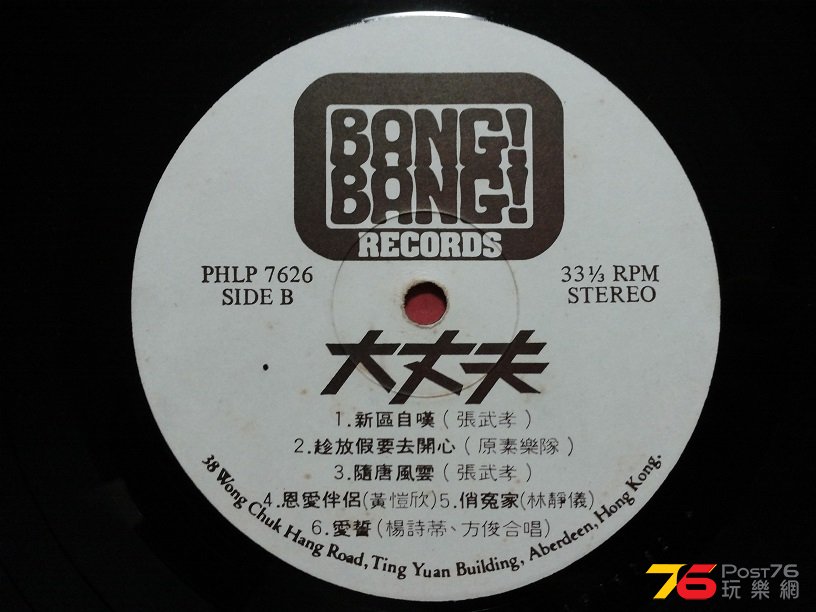 BANG!
BANG!
RECORDS
PHLP 7626
SIDE B
33⅓ RPM
STEREO
大丈夫
1.新區自嘆(張武孝)
2.趁放假要去開心(原素樂隊)
3.隨唐風雲(張武孝)
4.恩愛伴侶(黃愷欣)5.俏冤家(林靜儀)
6.愛誓(楊詩蒂、方俊合唱)
38 Wong Chuk Hang Road, Ting Yuan Building, Aberdeen, Hong Kong.
76 POST76
玩樂網